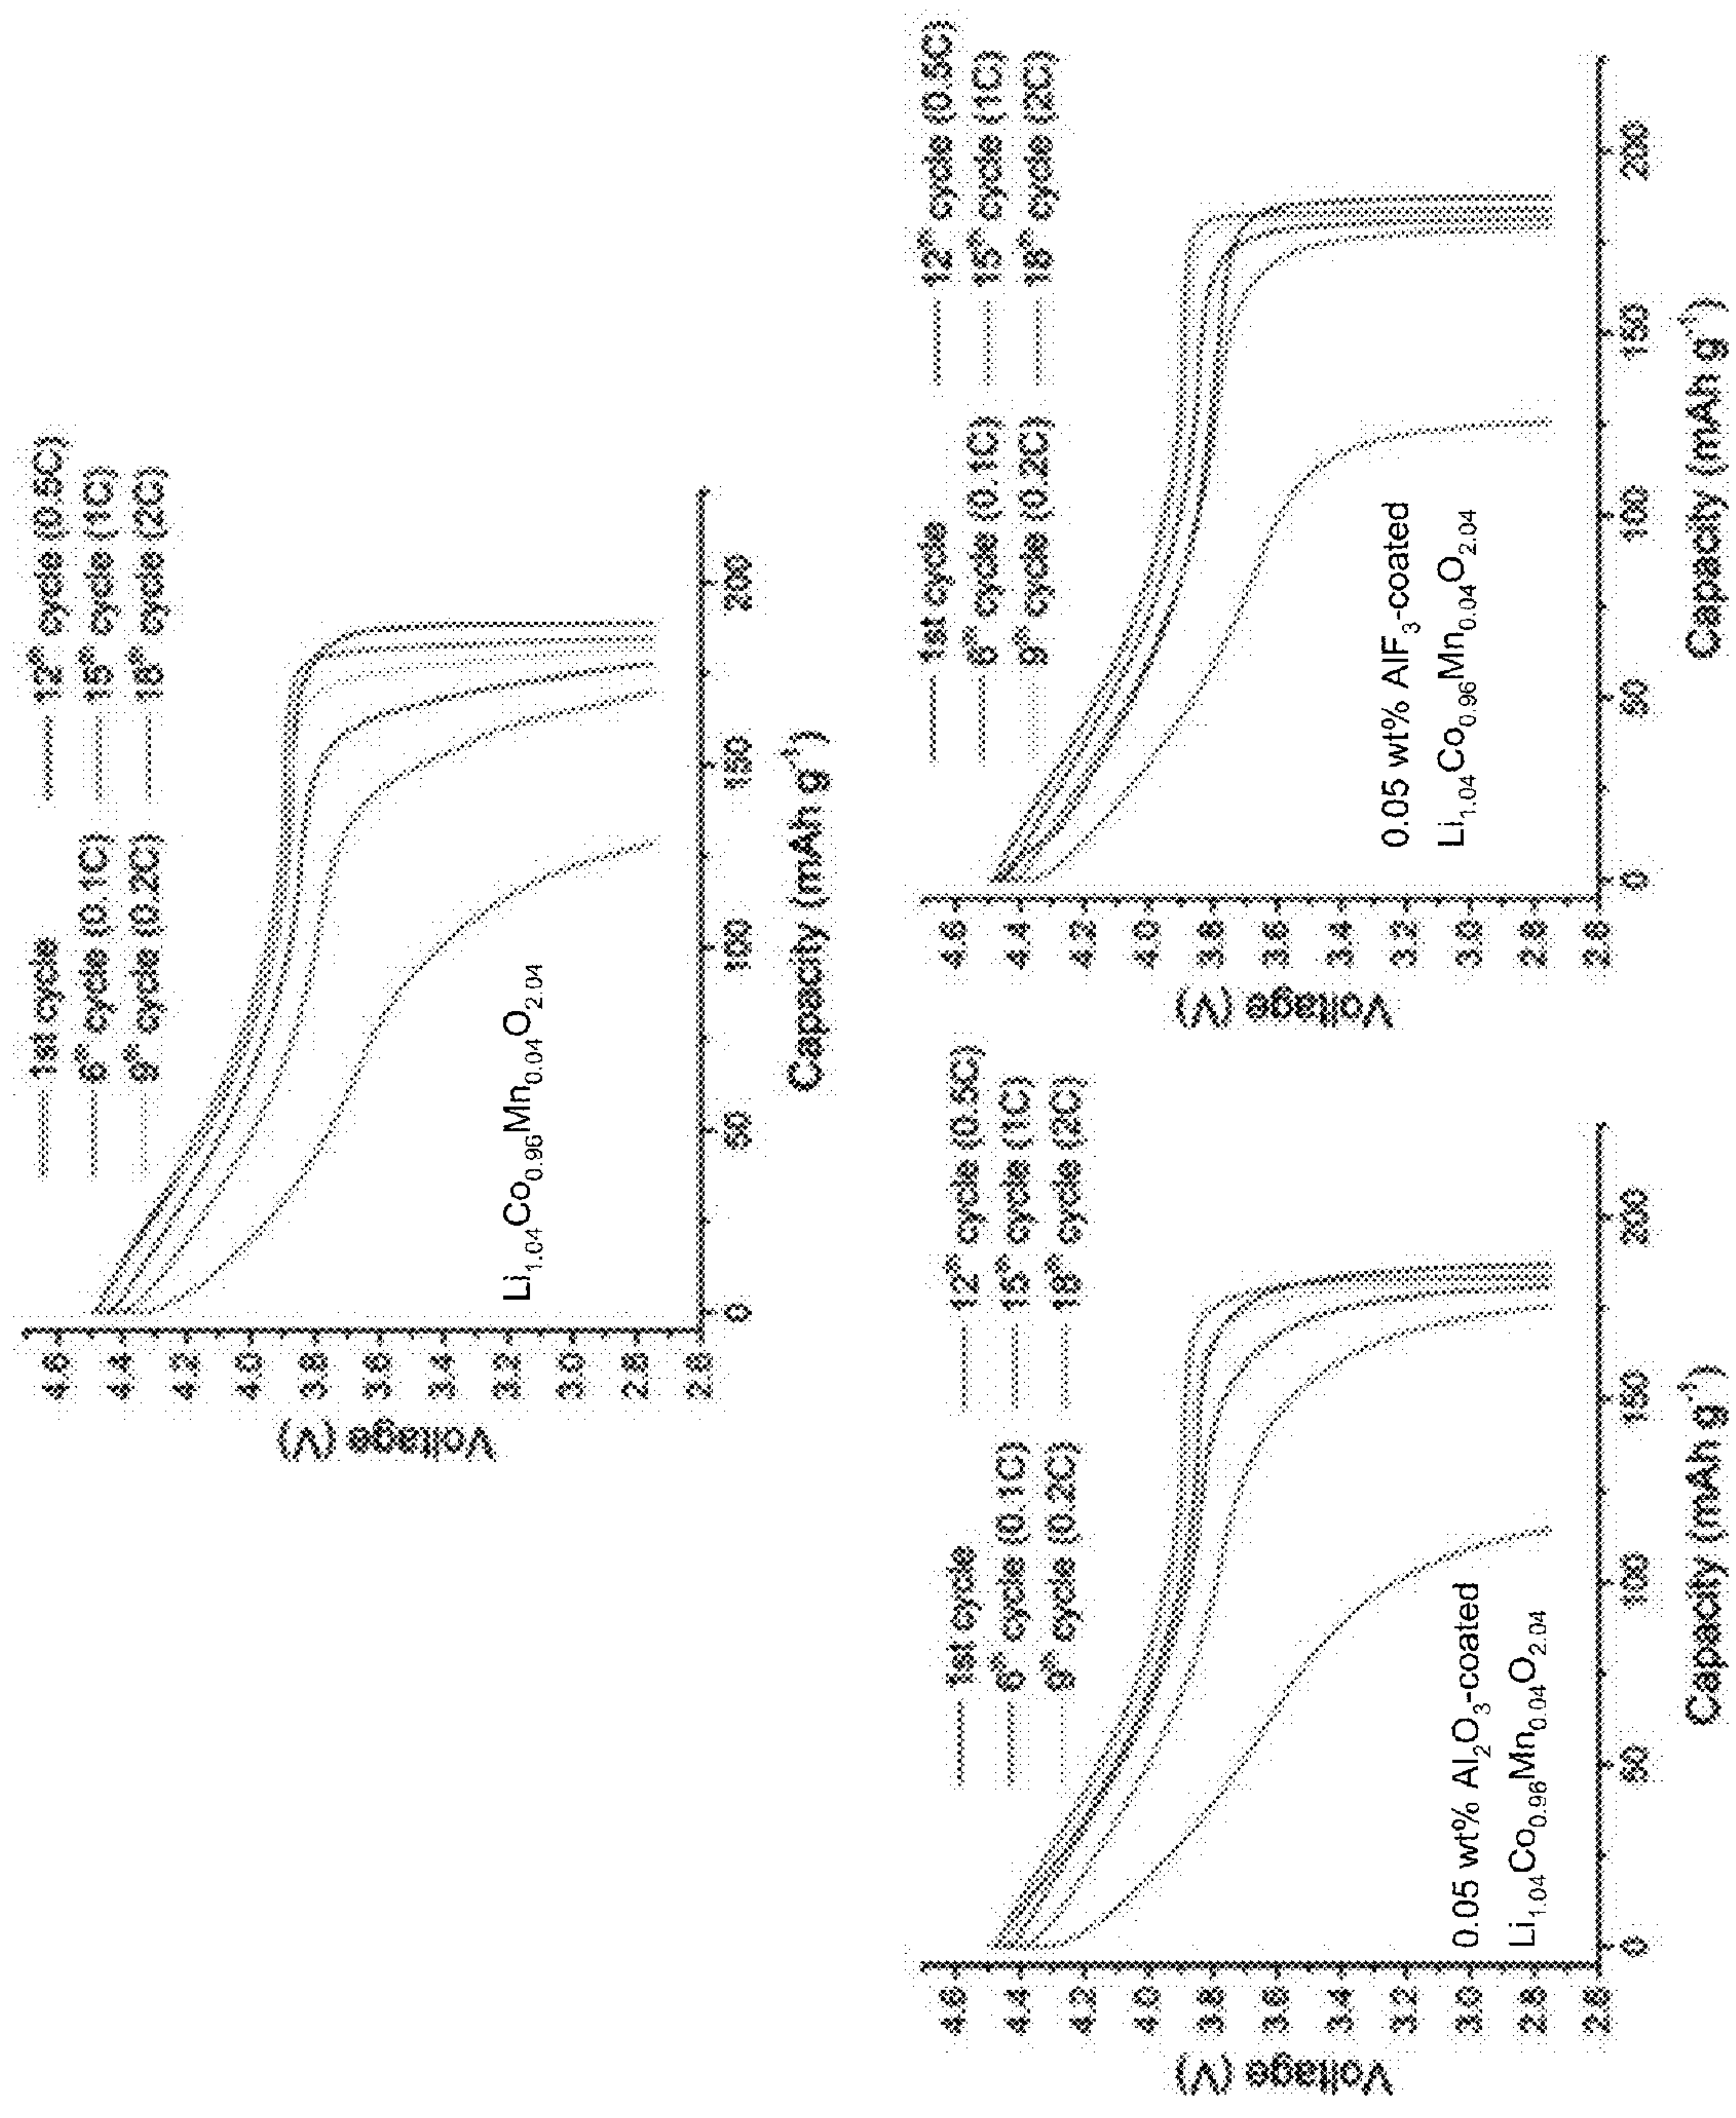 1st cycle
6th cycle (0.1C)
9th cycle (0.2C)
12th cycle (0.5C)
15th cycle (1C)
18th cycle (2C)
4.6
4.4
4.2
4.0
3.8
3.6
3.4
3.2
3.0
2.8
2.6
Voltage (V)
Li1.04Co0.96Mn0.04O2.04
0 50 100 150 200
Capacity (mAh g-1)
1st cycle
6th cycle (0.1C)
9th cycle (0.2C)
12th cycle (0.5C)
15th cycle (1C)
18th cycle (2C)
4.6
4.4
4.2
4.0
3.8
3.6
3.4
3.2
3.0
2.8
2.6
Voltage (V)
0.05 wt% Al2O3-coated
Li1.04Co0.96Mn0.04O2.04
0 50 100 150 200
Capacity (mAh g-1)
1st cycle
6th cycle (0.1C)
9th cycle (0.2C)
12th cycle (0.5C)
15th cycle (1C)
18th cycle (2C)
4.6
4.4
4.2
4.0
3.8
3.6
3.4
3.2
3.0
2.8
2.6
Voltage (V)
0.05 wt% AlF3-coated
Li1.04Co0.96Mn0.04O2.04
0 50 100 150 200
Capacity (mAh g-1)